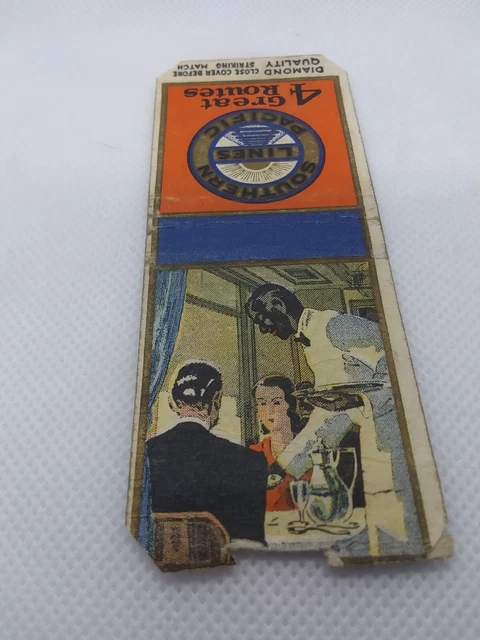 DIAMOND QUALITY
CLOSE COVER BEFORE STRIKING MATCH
4 Great Routes
SOUTHERN PACIFIC
LINES